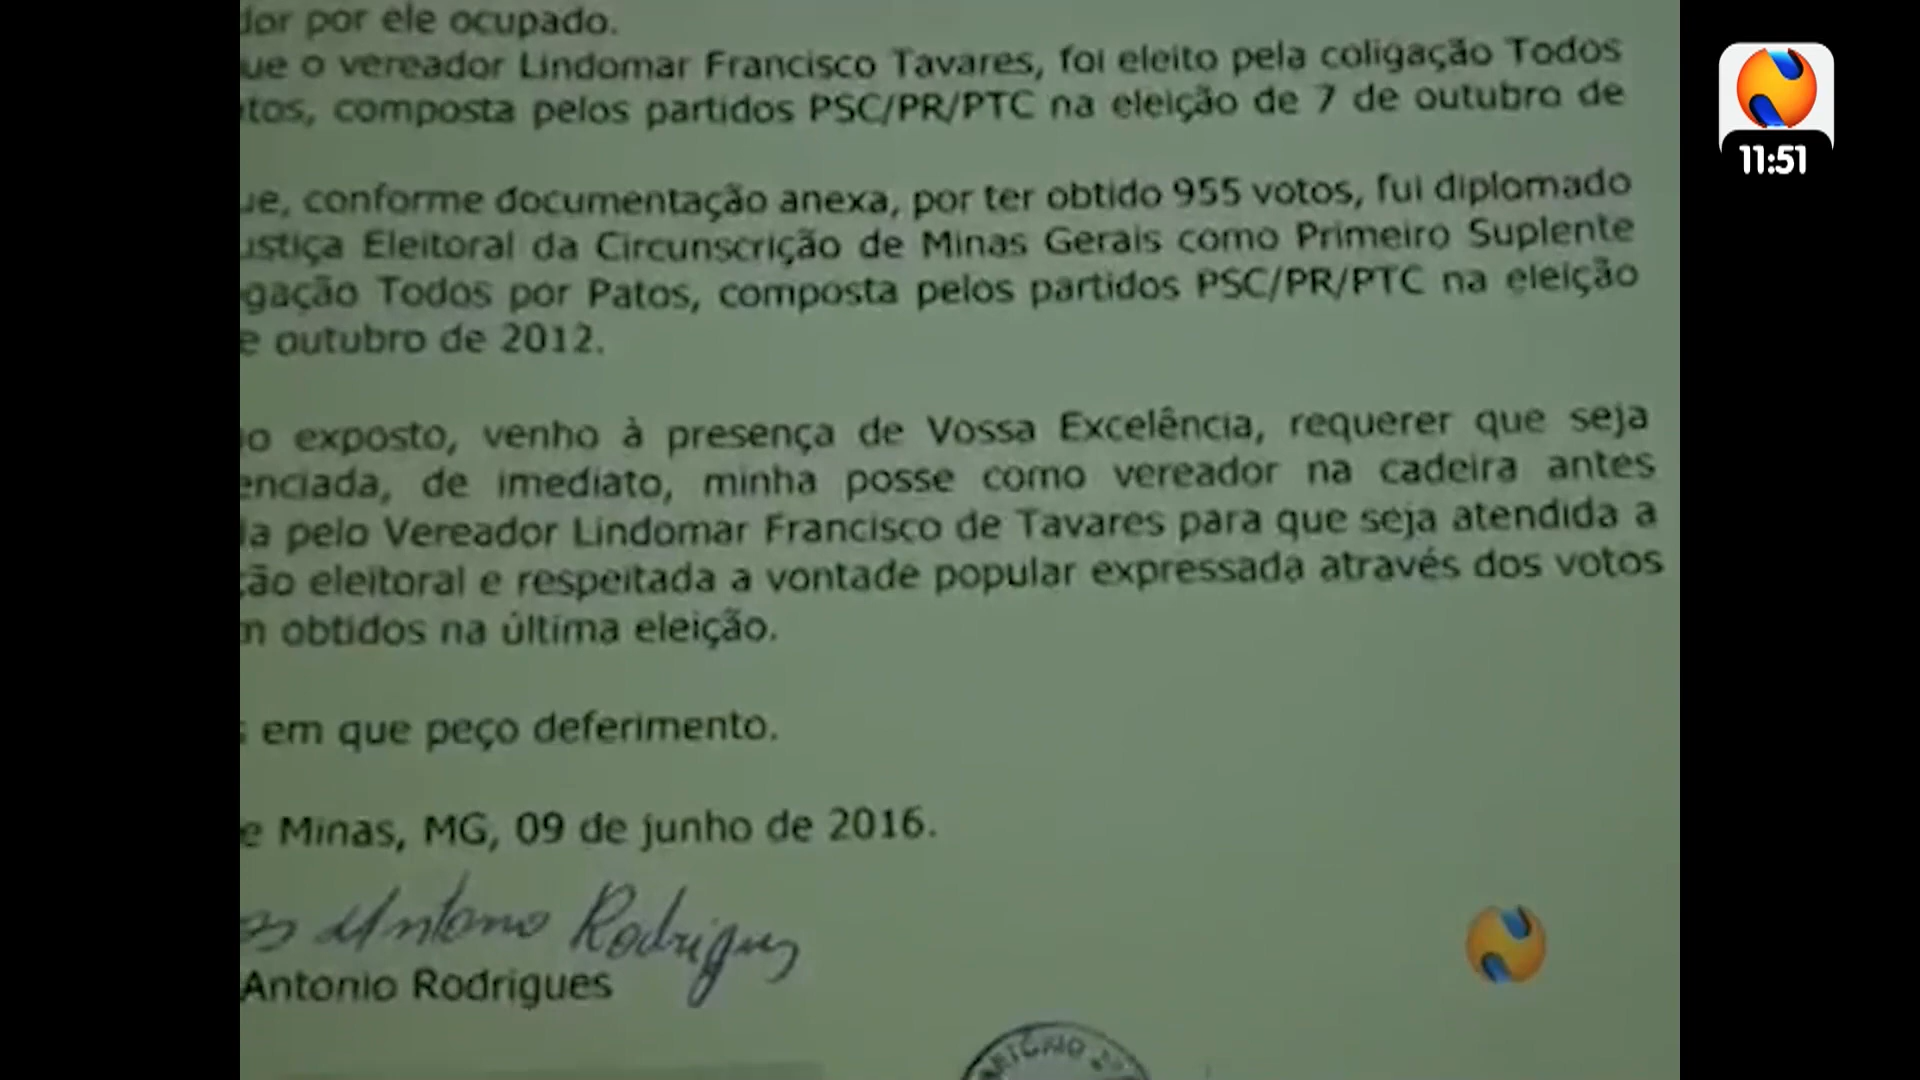 dor por ele ocupado.
ue o vereador Lindomar Francisco Tavares, foi eleito pela coligação Todos
tos, composta pelos partidos PSC/PR/PTC na eleição de 7 de outubro de
11:51
ue, conforme documentação anexa, por ter obtido 955 votos, fui diplomado
ustiça Eleitoral da Circunscrição de Minas Gerais como Primeiro Suplente
gação Todos por Patos, composta pelos partidos PSC/PR/PTC na eleição
e outubro de 2012.
o exposto, venho à presença de Vossa Excelência, requerer que seja
enciada, de imediato, minha posse como vereador na cadeira antes
a pelo Vereador Lindomar Francisco de Tavares para que seja atendida a
ção eleitoral e respeitada a vontade popular expressada através dos votos
m obtidos na última eleição.
s em que peço deferimento.
e Minas, MG, 09 de junho de 2016.
Antonio Rodrigues
Antonio Rodrigues